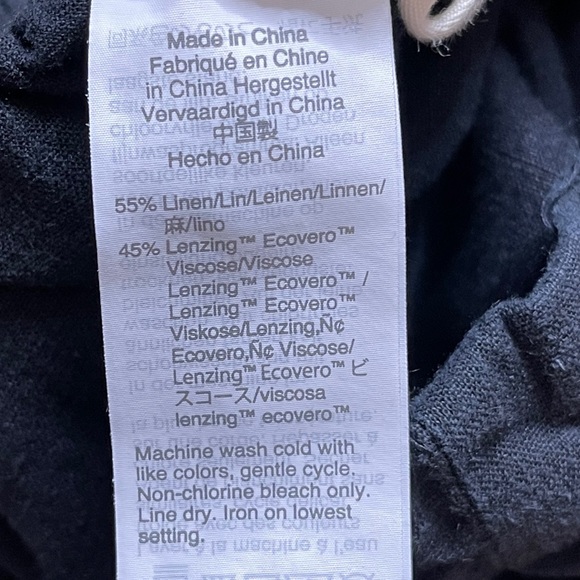 Made in China
Fabriqué en Chine
in China Hergestellt
Vervaardigd in China
中国製
Hecho en China
55% Linen/Lin/Leinen/Linnen/
麻/lino
45% Lenzing™ Ecovero™
Viscose/Viscose
Lenzing™ Ecovero™ /
Lenzing™ Ecovero™
Viskose/Lenzing‚Ñ¢
Ecovero‚Ñ¢ Viscose/
Lenzing™ Ecovero™ ビ
スコース/viscosa
lenzing™ ecovero™
Machine wash cold with
like colors, gentle cycle.
Non-chlorine bleach only.
Line dry. Iron on lowest
setting.